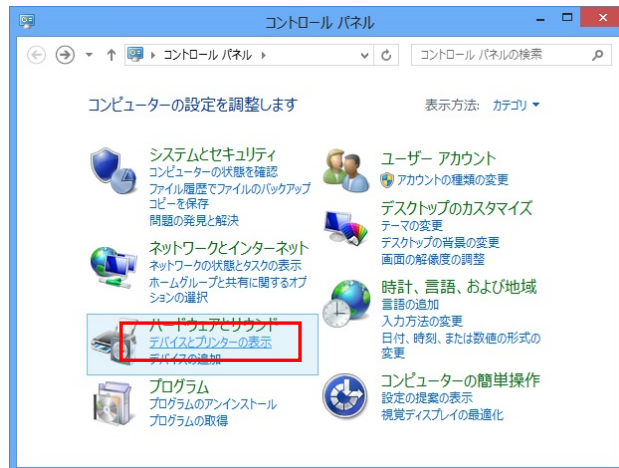 コントロール パネル
コントロール パネル
コントロール パネルの検索
コンピューターの設定を調整します
表示方法: カテゴリ
システムとセキュリティ
コンピューターの状態を確認
ファイル履歴でファイルのバックアップ
コピーを保存
問題の発見と解決
ネットワークとインターネット
ネットワークの状態とタスクの表示
ホームグループと共有に関するオプ
ションの選択
ハードウェアとサウンド
デバイスとプリンターの表示
デバイスの追加
プログラム
プログラムのアンインストール
プログラムの取得
ユーザー アカウント
アカウントの種類の変更
デスクトップのカスタマイズ
テーマの変更
デスクトップの背景の変更
画面の解像度の調整
時計、言語、および地域
言語の追加
入力方法の変更
日付、時刻、または数値の形式の
変更
コンピューターの簡単操作
設定の提案の表示
視覚ディスプレイの最適化